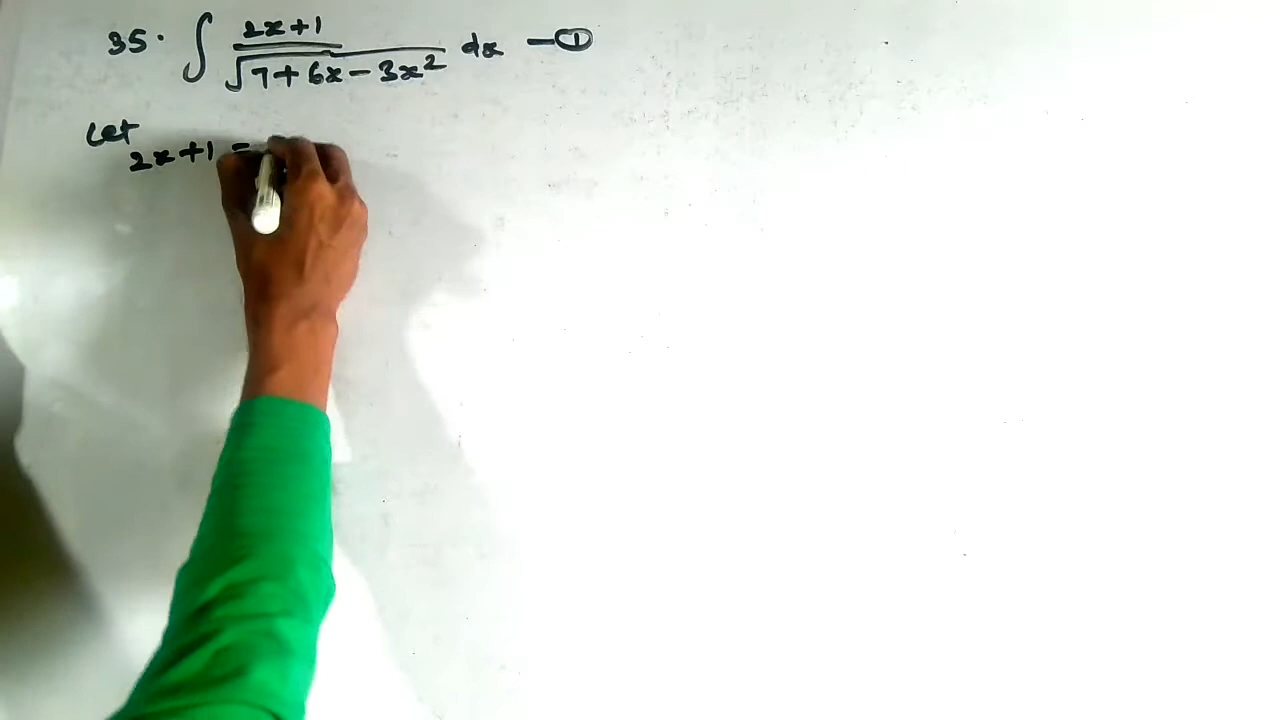 35. ∫ 2x+1 / √7+6x-3x² dx — ①
Let
2x+1 =